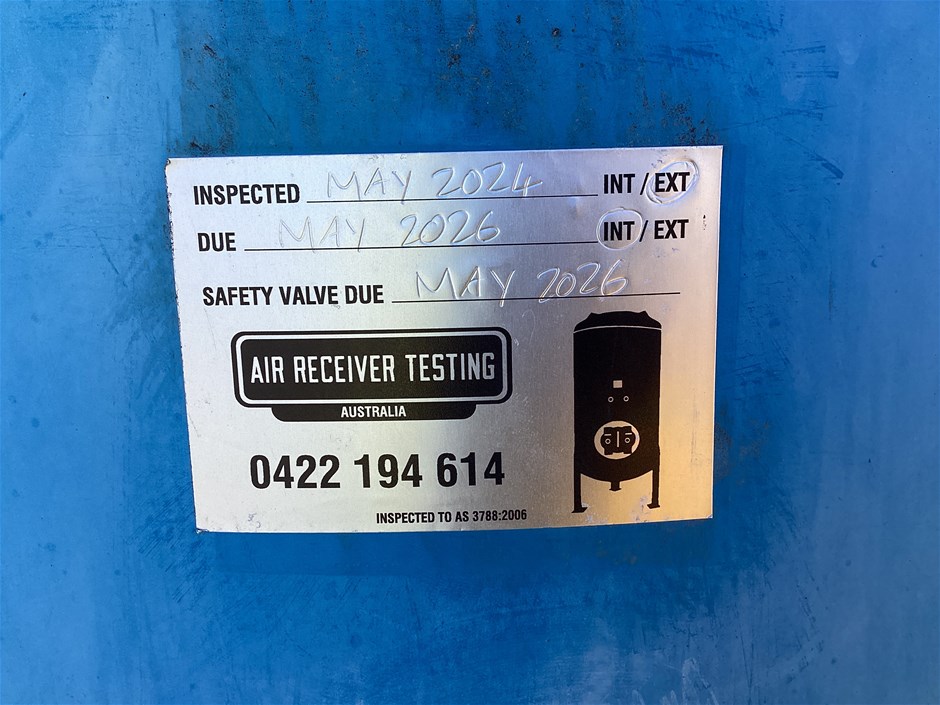 INSPECTED MAY 2024 INT / EXT
DUE MAY 2026 INT / EXT
SAFETY VALVE DUE MAY 2026
AIR RECEIVER TESTING
AUSTRALIA
0422 194 614
INSPECTED TO AS 3788:2006